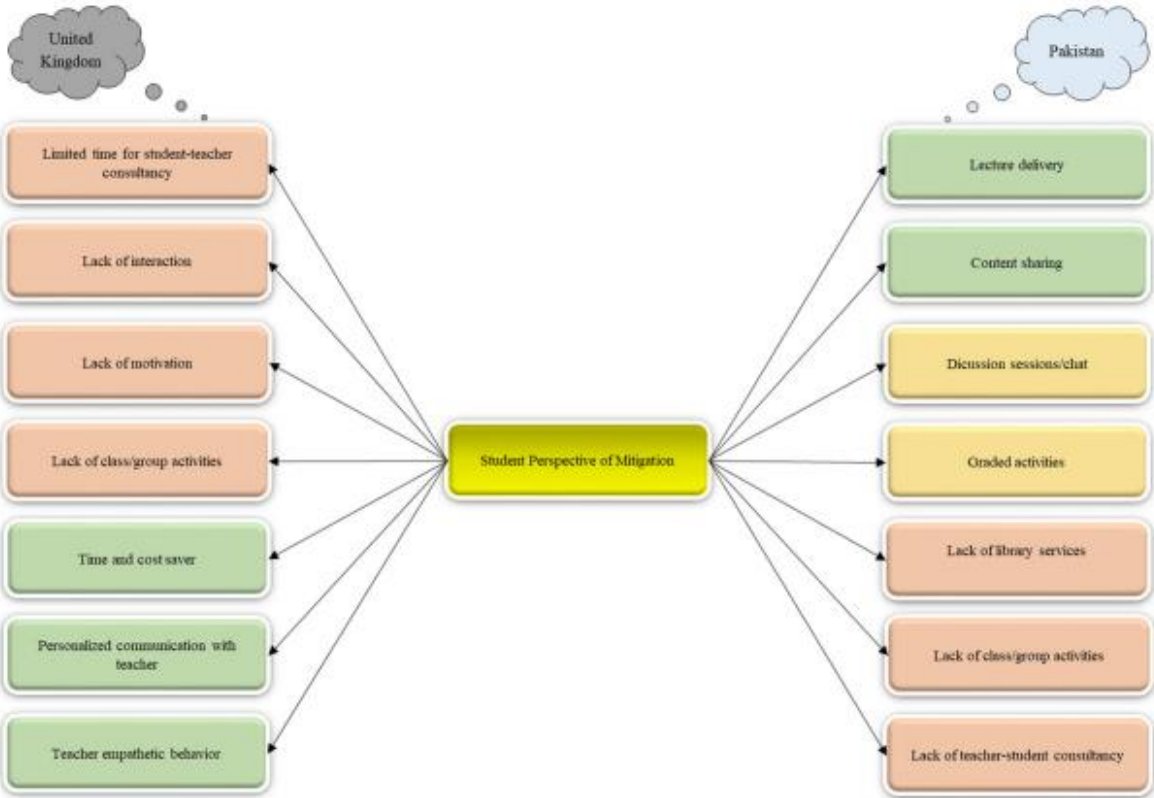 United
Kingdom
Pakistan
Limited time for student-teacher
consultancy
Lack of interaction
Lack of motivation
Lack of class/group activities
Time and cost saver
Personalized communication with
teacher
Teacher empathetic behavior
Student Perspective of Mitigation
Lecture delivery
Content sharing
Dicussion sessions/chat
Graded activities
Lack of library services
Lack of class/group activities
Lack of teacher-student consultancy